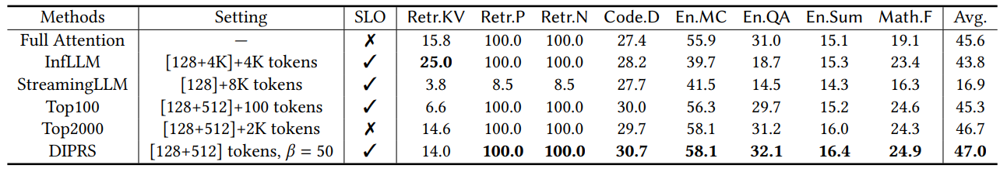 Methods Setting SLO Retr.KV Retr.P Retr.N Code.D En.MC En.QA En.Sum Math.F Avg.
Full Attention — ✗ 15.8 100.0 100.0 27.4 55.9 31.0 15.1 19.1 45.6
InfLLM [128+4K]+4K tokens ✓ 25.0 100.0 100.0 28.2 39.7 18.7 15.3 23.4 43.8
StreamingLLM [128]+8K tokens ✓ 3.8 8.5 8.5 27.7 41.5 14.5 14.3 16.3 16.9
Top100 [128+512]+100 tokens ✓ 6.6 100.0 100.0 30.0 56.3 29.7 15.2 24.6 45.3
Top2000 [128+512]+2K tokens ✗ 14.6 100.0 100.0 29.7 58.1 31.2 16.0 24.3 46.7
DIPRS [128+512] tokens, β = 50 ✓ 14.0 100.0 100.0 30.7 58.1 32.1 16.4 24.9 47.0